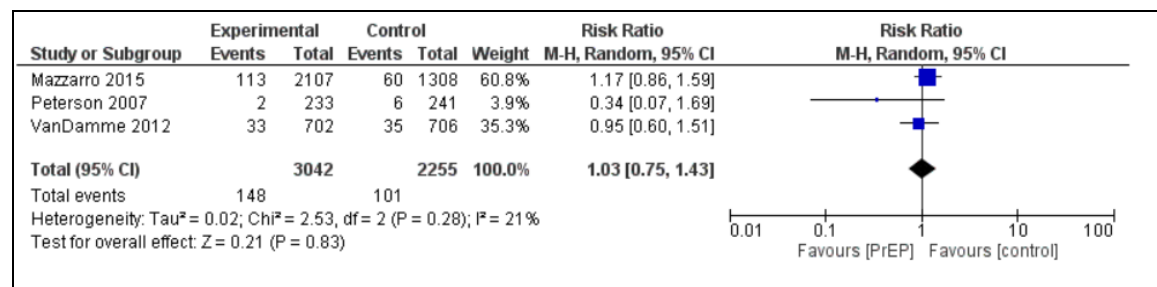 Experimental Control Risk Ratio Risk Ratio
Study or Subgroup Events Total Events Total Weight M-H, Random, 95% CI M-H, Random, 95% CI
Mazzarro 2015 113 2107 60 1308 60.8% 1.17 [0.86, 1.59]
Peterson 2007 2 233 6 241 3.9% 0.34 [0.07, 1.69]
VanDamme 2012 33 702 35 706 35.3% 0.95 [0.60, 1.51]
Total (95% CI) 3042 2255 100.0% 1.03 [0.75, 1.43]
Total events 148 101
Heterogeneity: Tau² = 0.02; Chi² = 2.53, df = 2 (P = 0.28); I² = 21%
Test for overall effect: Z = 0.21 (P = 0.83)
0.01 0.1 1 10 100
Favours [PrEP] Favours [control]